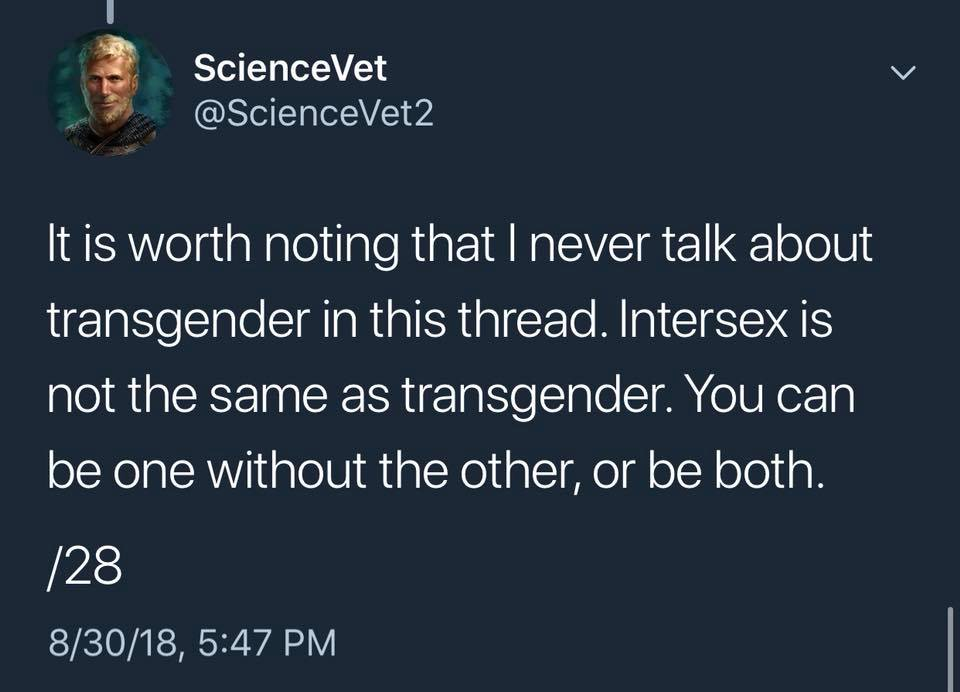 ScienceVet
@ScienceVet2
It is worth noting that I never talk about
transgender in this thread. Intersex is
not the same as transgender. You can
be one without the other, or be both.
/28
8/30/18, 5:47 PM